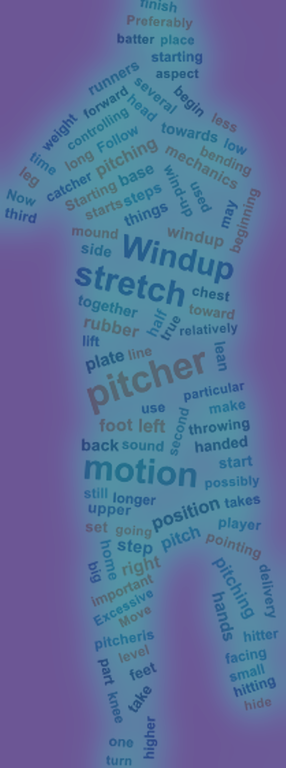 finish
Preferably
batter place
starting
aspect
runners
several
begin
less
forward
head
weight
controlling
towards low
bending
Follow
time
long
pitching
mechanics
leg
catcher
base
wind-up
used
Now
Starting
steps
third
starts
things
may
beginning
mound
windup
side
Windup
stretch
chest
together
toward
rubber
half
true
relatively
lift
lean
plate line
pitcher
particular
use
make
foot left
second
throwing
back sound
handed
motion
start
possibly
still longer
upper
position takes
set going
player
home
step
pitch
pointing
big
right
important
pitching
delivery
Excessive
Move
hands
pitcheris
hitter
level
facing
part
feet
small
knee
take
hitting
hide
higher
one
turn